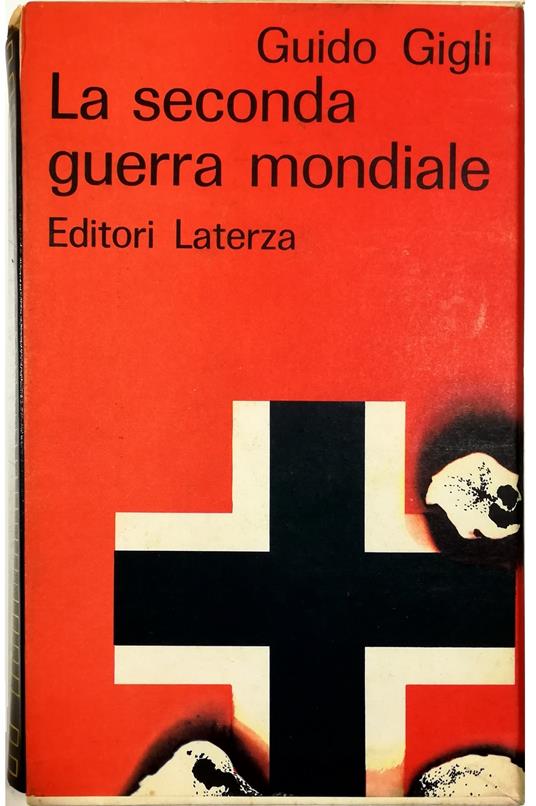 Guido Gigli
La seconda
guerra mondiale
Editori Laterza